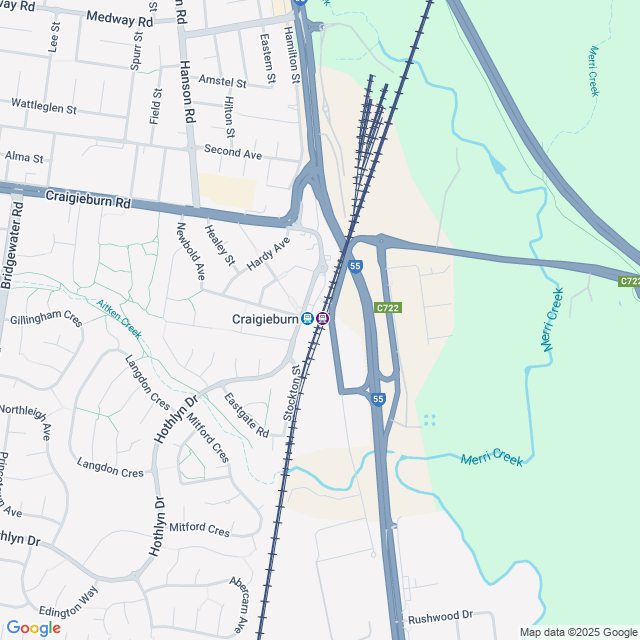 Medway Rd
Lee St
Spurr St
Hanson Rd
Eastern St
Hamilton St
Amstel St
Field St
Hilton St
Wattleglen St
Second Ave
Alma St
Craigieburn Rd
Bridgewater Rd
Newbold Ave
Healey St
Hardy Ave
Merri Creek
55
C722
C722
Aitken Creek
Gillingham Cres
Craigieburn
Merri Creek
Langdon Cres
Stockton St
Hothlyn Dr
Eastgate Rd
55
Northleigh Ave
Mitford Cres
Langdon Cres
Merri Creek
Hothlyn Dr
Mitford Cres
Abercarn Ave
Edington Way
Rushwood Dr
Google
Map data ©2025 Google